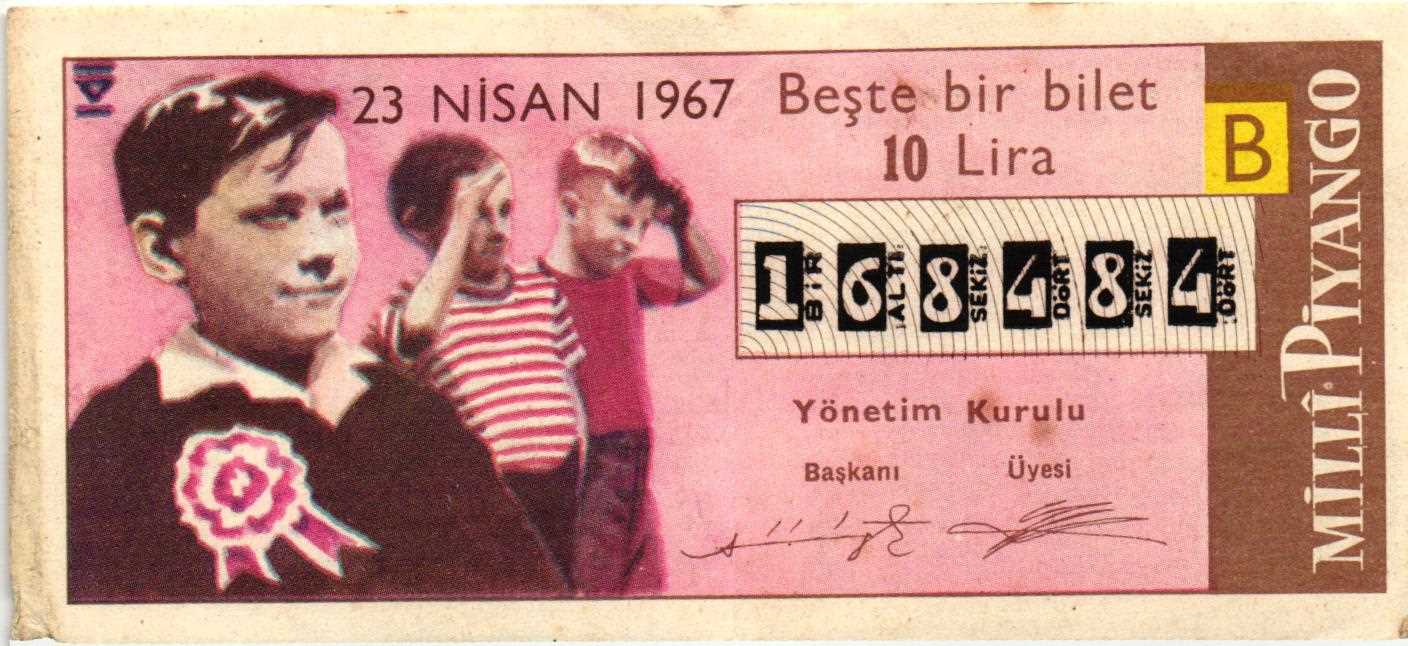 23 NİSAN 1967
Beşte bir bilet
10 Lira
B
1 BİR 6 ALTI 8 SEKİZ 4 DÖRT 8 SEKİZ 4 DÖRT
Yönetim Kurulu
Başkanı Üyesi
MİLLÎ PİYANGO